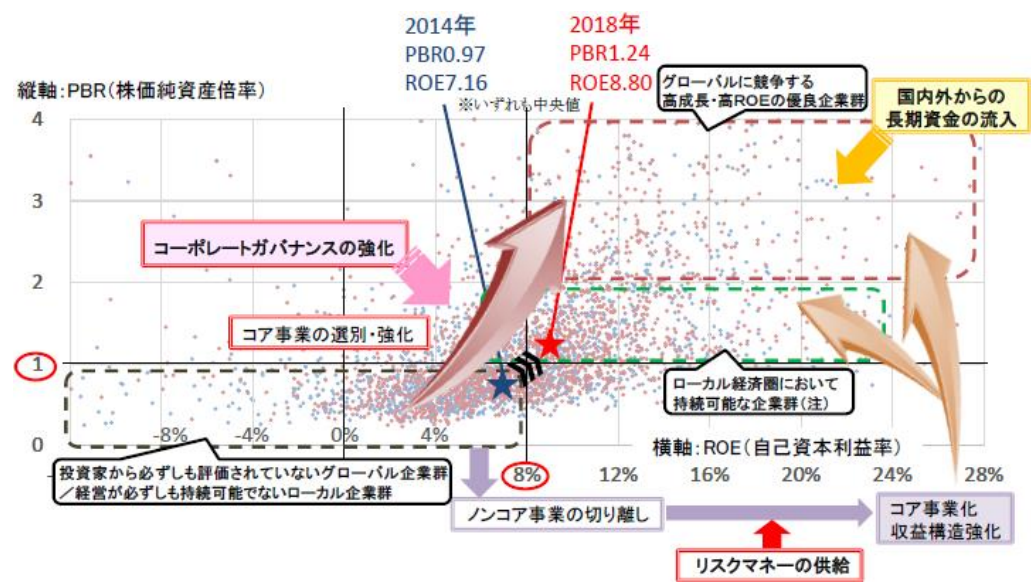 2014年
PBR0.97
ROE7.16
2018年
PBR1.24
ROE8.80
※いずれも中央値
縦軸:PBR(株価純資産倍率)
グローバルに競争する
高成長・高ROEの優良企業群
国内外からの
長期資金の流入
4
3
2
1
0
コーポレートガバナンスの強化
コア事業の選別・強化
ローカル経済圏において
持続可能な企業群(注)
-8%
-4%
0%
4%
横軸:ROE(自己資本利益率)
投資家から必ずしも評価されていないグローバル企業群
/経営が必ずしも持続可能でないローカル企業群
8%
12%
16%
20%
24%
28%
ノンコア事業の切り離し
コア事業化
収益構造強化
リスクマネーの供給